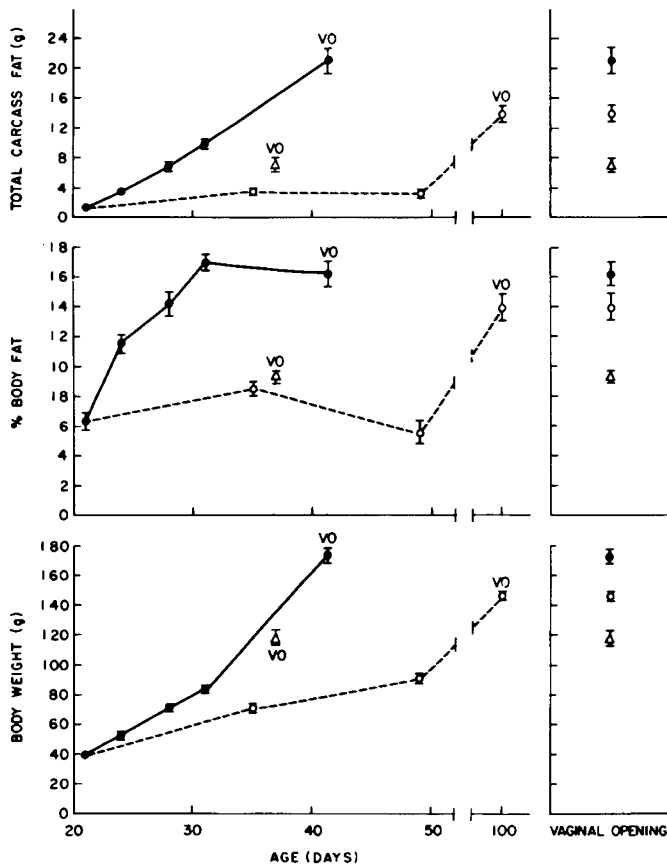 TOTAL CARCASS FAT (g)
24
20
16
12
8
4
0
VO
VO
VO
% BODY FAT
18
16
14
12
10
8
6
4
2
0
VO
VO
VO
BODY WEIGHT (g)
180
160
140
120
100
80
60
40
20
0
VO
VO
VO
20 30 40 50 100 VAGINAL OPENING
AGE (DAYS)